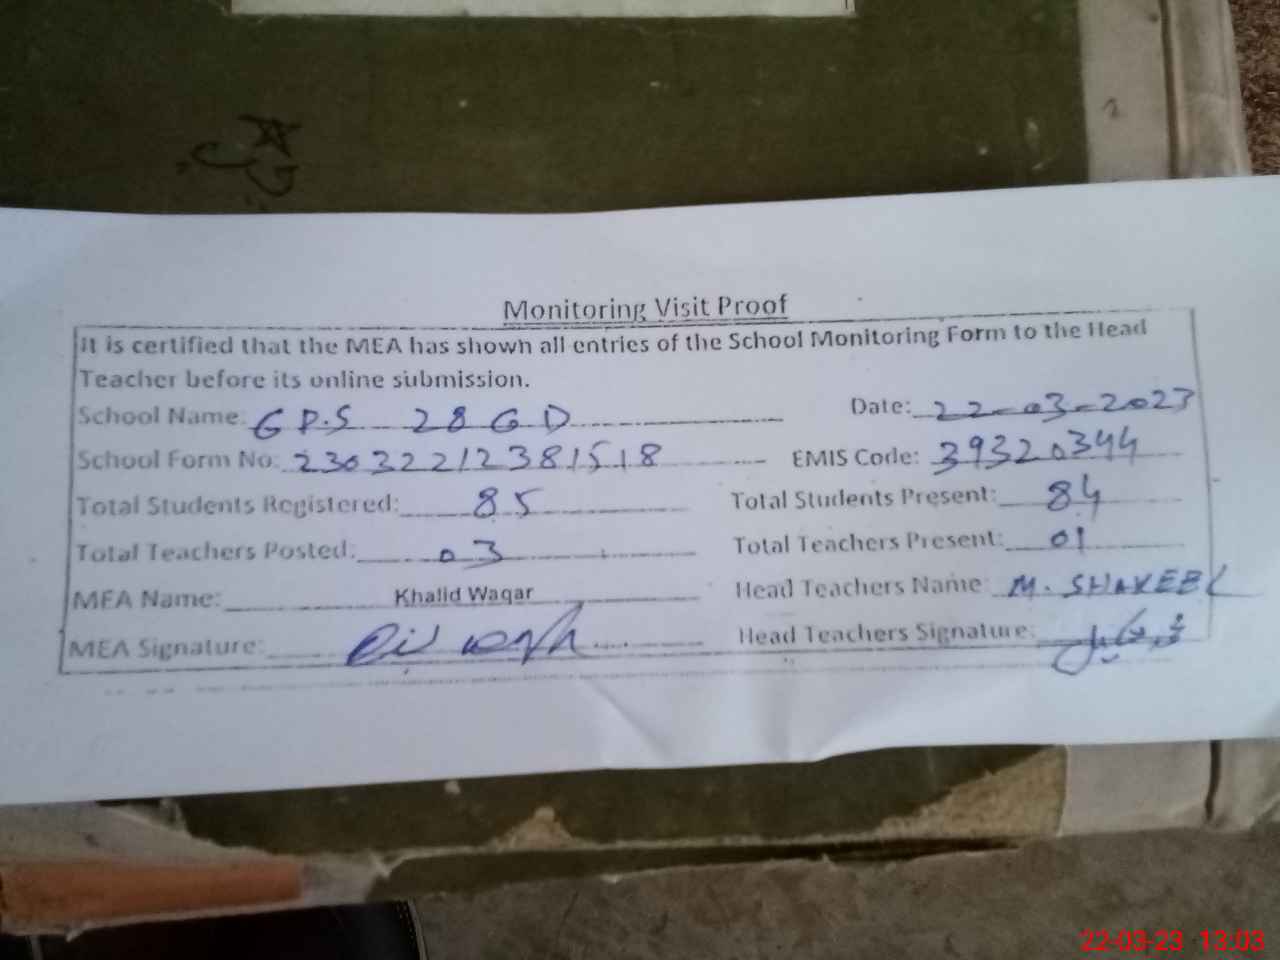 Monitoring Visit Proof
It is certified that the MEA has shown all entries of the School Monitoring Form to the Head
Teacher before its online submission.
School Name: G P.S 28 GD Date: 22-03-2023
School Form No: 23032212381518 EMIS Code: 39320344
Total Students Registered: 85 Total Students Present: 84
Total Teachers Posted: 03 Total Teachers Present: 01
MEA Name: Khalid Waqar Head Teachers Name: M. SHAKEEL
MEA Signature: Head Teachers Signature:
22-03-23 13:03